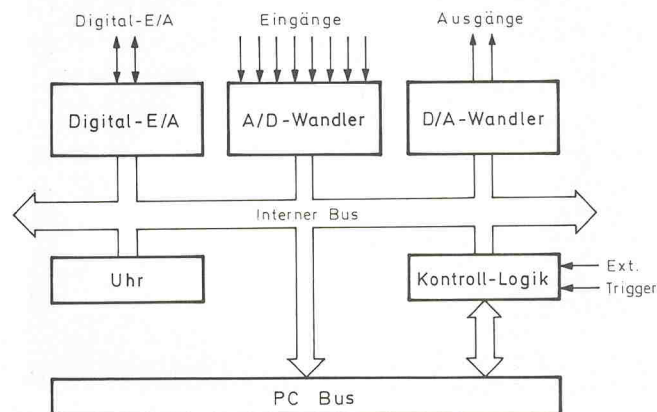 Digital-E/A
Eingänge
Ausgänge
Digital-E/A
A/D-Wandler
D/A-Wandler
Interner Bus
Uhr
Kontroll-Logik
Ext.
Trigger
PC Bus